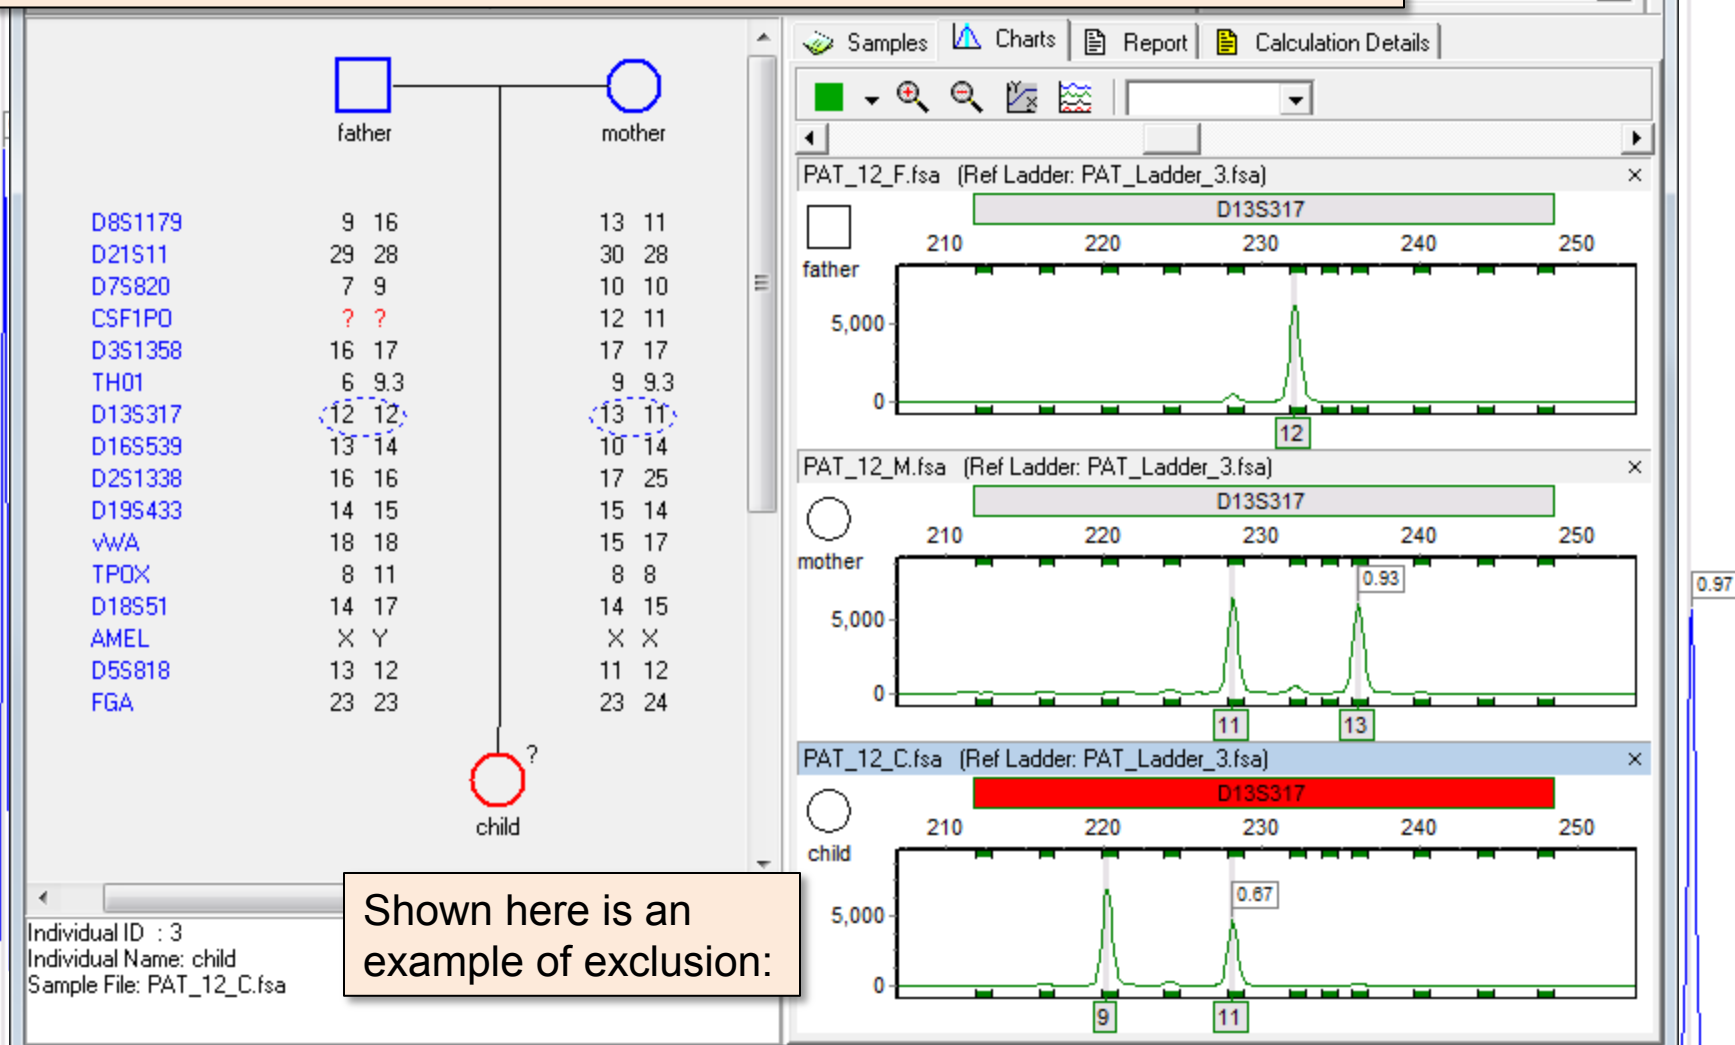 Samples Charts Report Calculation Details
father mother
D8S1179 9 16 13 11
D21S11 29 28 30 28
D7S820 7 9 10 10
CSF1PO ? ? 12 11
D3S1358 16 17 17 17
TH01 6 9.3 9 9.3
D13S317 12 12 13 11
D16S539 13 14 10 14
D2S1338 16 16 17 25
D19S433 14 15 15 14
vWA 18 18 15 17
TPOX 8 11 8 8
D18S51 14 17 14 15
AMEL X Y X X
D5S818 13 12 11 12
FGA 23 23 23 24
?
child
Individual ID : 3
Individual Name: child
Sample File: PAT_12_C.fsa
Shown here is an
example of exclusion:
PAT_12_F.fsa (Ref Ladder: PAT_Ladder_3.fsa) ×
D13S317
210 220 230 240 250
father
5,000
0
12
PAT_12_M.fsa (Ref Ladder: PAT_Ladder_3.fsa) ×
D13S317
210 220 230 240 250
mother
0.93
5,000
0
11 13
PAT_12_C.fsa (Ref Ladder: PAT_Ladder_3.fsa) ×
D13S317
210 220 230 240 250
child
0.67
5,000
0
9 11
0.97